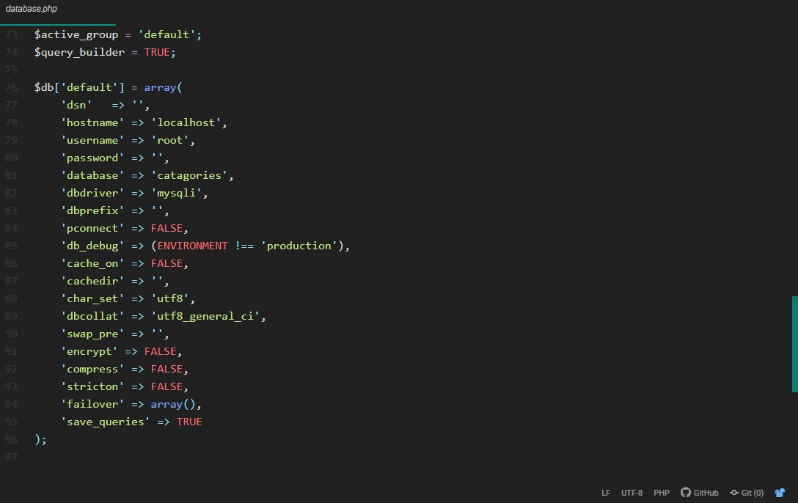 database.php
73 $active_group = 'default';
74 $query_builder = TRUE;
75
76 $db['default'] = array(
77 'dsn'   => '',
78 'hostname' => 'localhost',
79 'username' => 'root',
80 'password' => '',
81 'database' => 'catagories',
82 'dbdriver' => 'mysqli',
83 'dbprefix' => '',
84 'pconnect' => FALSE,
85 'db_debug' => (ENVIRONMENT !== 'production'),
86 'cache_on' => FALSE,
87 'cachedir' => '',
88 'char_set' => 'utf8',
89 'dbcollat' => 'utf8_general_ci',
90 'swap_pre' => '',
91 'encrypt' => FALSE,
92 'compress' => FALSE,
93 'stricton' => FALSE,
94 'failover' => array(),
95 'save_queries' => TRUE
96 );
97
LF UTF-8 PHP GitHub Git (0)